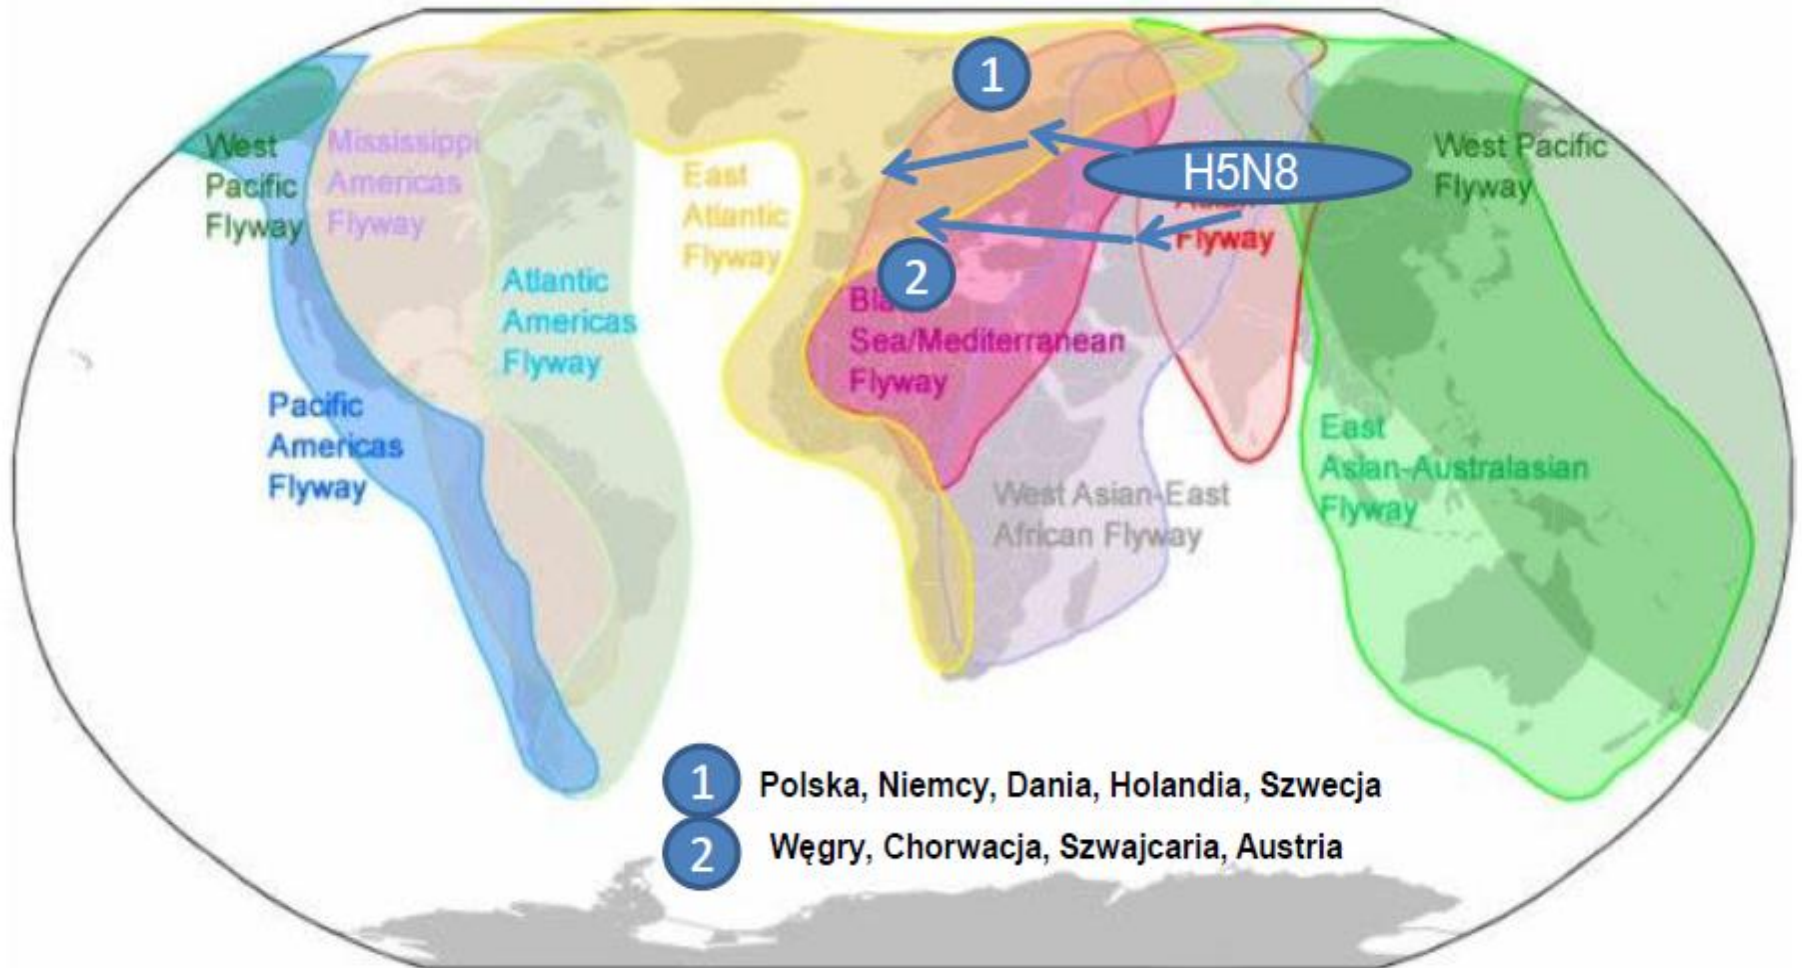 1
H5N8
West
Pacific
Flyway
Mississippi
Americas
Flyway
East
Atlantic
Flyway
West Pacific
Flyway
Flyway
2
Atlantic
Americas
Flyway
Sea/Mediterranean
Flyway
Pacific
Americas
Flyway
East
Asian-Australasian
Flyway
West Asian-East
African Flyway
1 Polska, Niemcy, Dania, Holandia, Szwecja
2 Węgry, Chorwacja, Szwajcaria, Austria